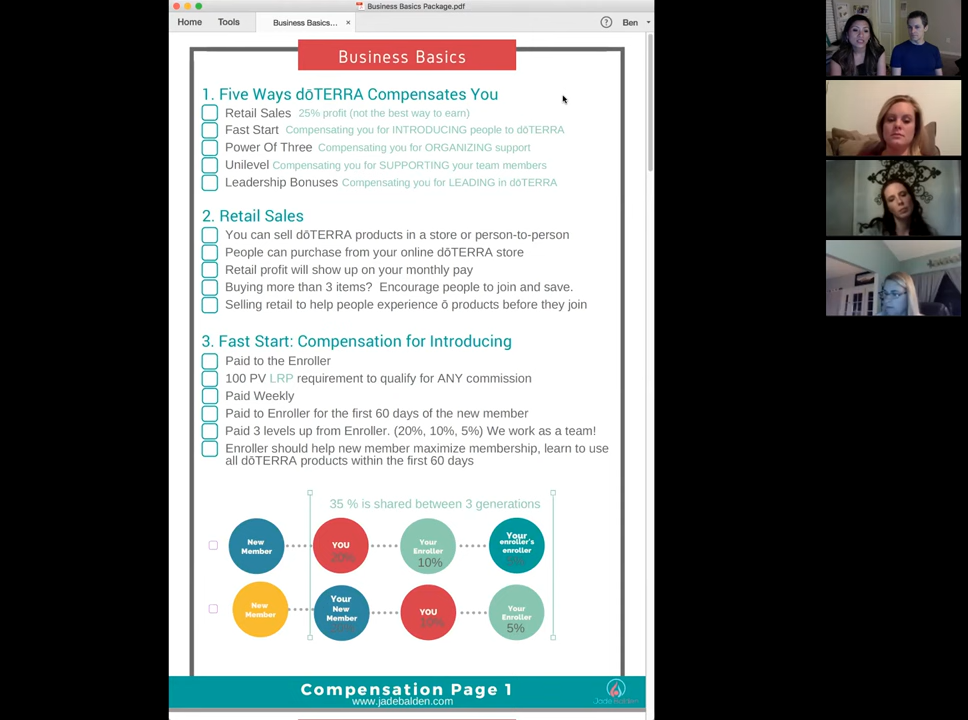 Business Basics Package.pdf
Home Tools Business Basics... × ? Ben
Business Basics
1. Five Ways dōTERRA Compensates You
Retail Sales 25% profit (not the best way to earn)
Fast Start Compensating you for INTRODUCING people to dōTERRA
Power Of Three Compensating you for ORGANIZING support
Unilevel Compensating you for SUPPORTING your team members
Leadership Bonuses Compensating you for LEADING in dōTERRA
2. Retail Sales
You can sell dōTERRA products in a store or person-to-person
People can purchase from your online dōTERRA store
Retail profit will show up on your monthly pay
Buying more than 3 items? Encourage people to join and save.
Selling retail to help people experience ō products before they join
3. Fast Start: Compensation for Introducing
Paid to the Enroller
100 PV LRP requirement to qualify for ANY commission
Paid Weekly
Paid to Enroller for the first 60 days of the new member
Paid 3 levels up from Enroller. (20%, 10%, 5%) We work as a team!
Enroller should help new member maximize membership, learn to use
all dōTERRA products within the first 60 days
35 % is shared between 3 generations
New
Member
YOU
20%
Your
Enroller
10%
Your
enroller's
enroller
New
Member
Your
New
Member
YOU
10%
Your
Enroller
5%
Compensation Page 1
www.jadebalden.com
Jade Balden